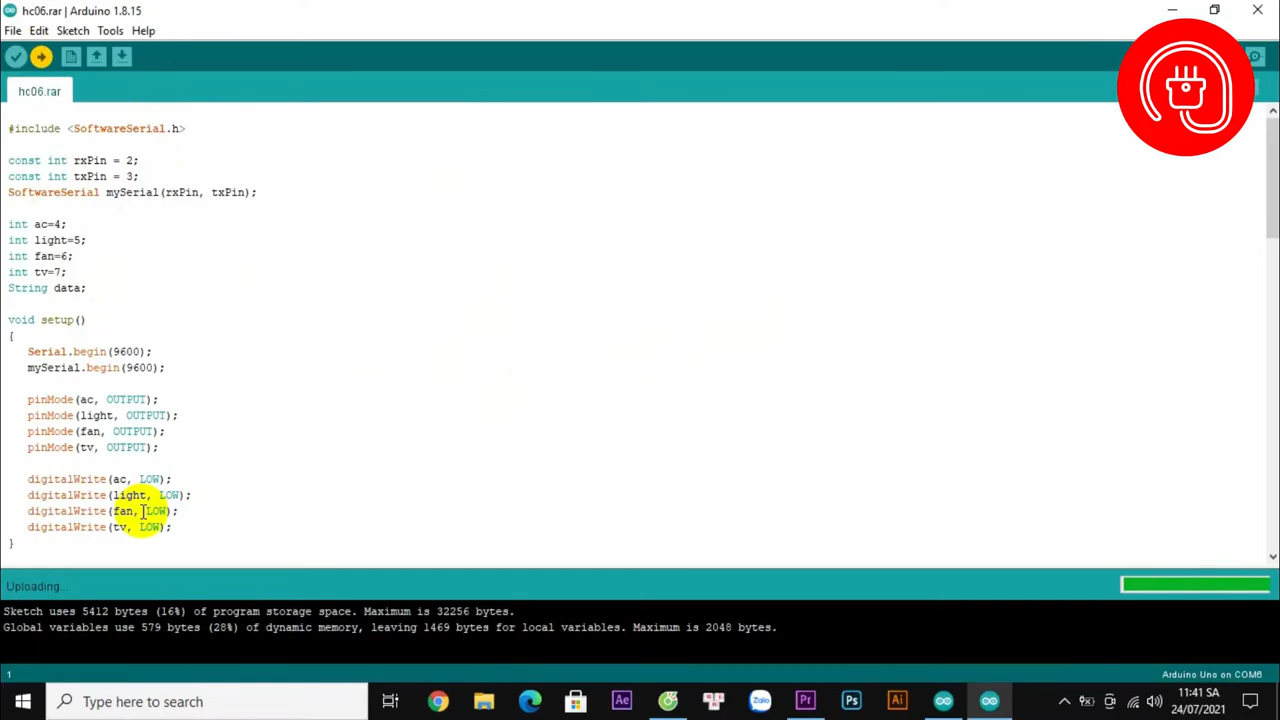 hc06.rar | Arduino 1.8.15
File Edit Sketch Tools Help
hc06.rar
#include <SoftwareSerial.h>
const int rxPin = 2;
const int txPin = 3;
SoftwareSerial mySerial(rxPin, txPin);
int ac=4;
int light=5;
int fan=6;
int tv=7;
String data;
void setup()
{
Serial.begin(9600);
mySerial.begin(9600);
pinMode(ac, OUTPUT);
pinMode(light, OUTPUT);
pinMode(fan, OUTPUT);
pinMode(tv, OUTPUT);
digitalWrite(ac, LOW);
digitalWrite(light, LOW);
digitalWrite(fan, LOW);
digitalWrite(tv, LOW);
}
Uploading...
Sketch uses 5412 bytes (16%) of program storage space. Maximum is 32256 bytes.
Global variables use 579 bytes (28%) of dynamic memory, leaving 1469 bytes for local variables. Maximum is 2048 bytes.
1 Arduino Uno on COM6
Type here to search
Ae
Zalo
Pr
Ps
Ai
11:41 SA
24/07/2021